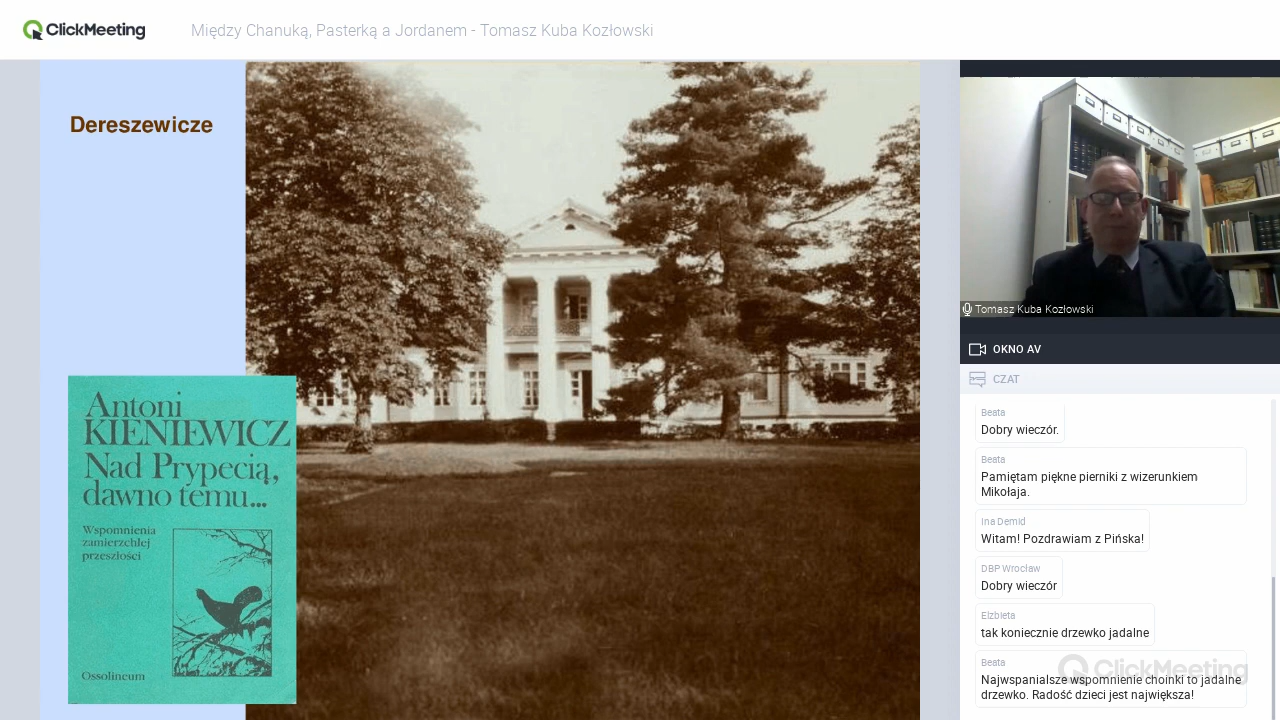 ClickMeeting
Między Chanuką, Pasterką a Jordanem - Tomasz Kuba Kozłowski
Dereszewicze
Antoni
KIENIEWICZ
Nad Prypecią,
dawno temu...
Wspomnienia
zamierzchłej
przeszłości
Ossolineum
Tomasz Kuba Kozłowski
OKNO AV
CZAT
Beata
Dobry wieczór.
Beata
Pamiętam piękne pierniki z wizerunkiem
Mikołaja.
Ina Demid
Witam! Pozdrawiam z Pińska!
DBP Wrocław
Dobry wieczór
Elżbieta
tak koniecznie drzewko jadalne
Beata
Najwspanialsze wspomnienie choinki to jadalne
drzewko. Radość dzieci jest największa!
ClickMeeting